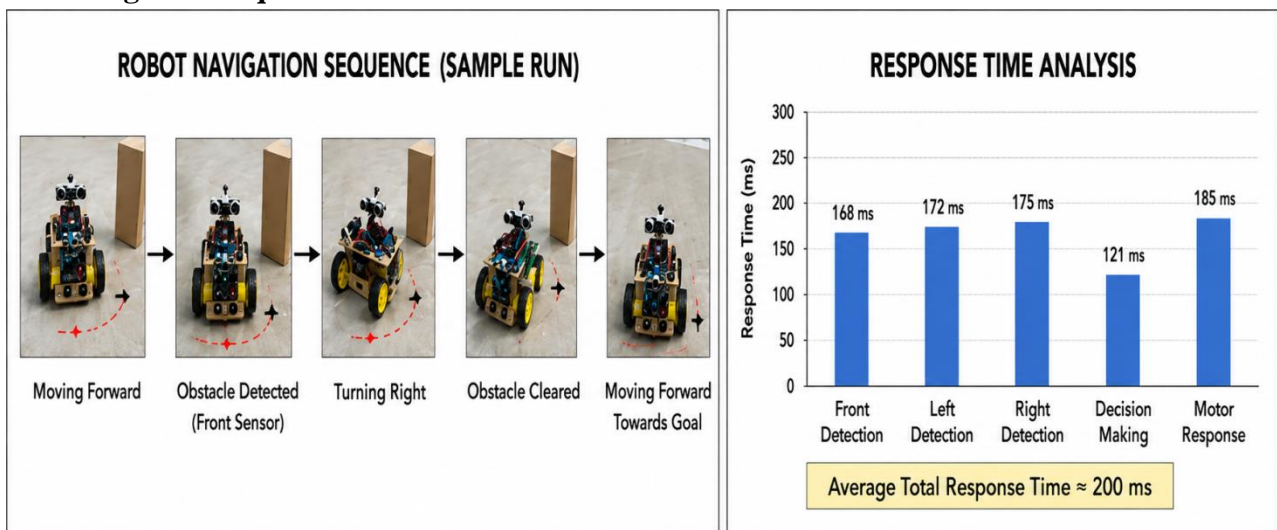 ROBOT NAVIGATION SEQUENCE (SAMPLE RUN)
Moving Forward
Obstacle Detected
(Front Sensor)
Turning Right
Obstacle Cleared
Moving Forward
Towards Goal
RESPONSE TIME ANALYSIS
Response Time (ms)
300
250
200
150
100
50
0
168 ms
172 ms
175 ms
121 ms
185 ms
Front
Detection
Left
Detection
Right
Detection
Decision
Making
Motor
Response
Average Total Response Time ≈ 200 ms